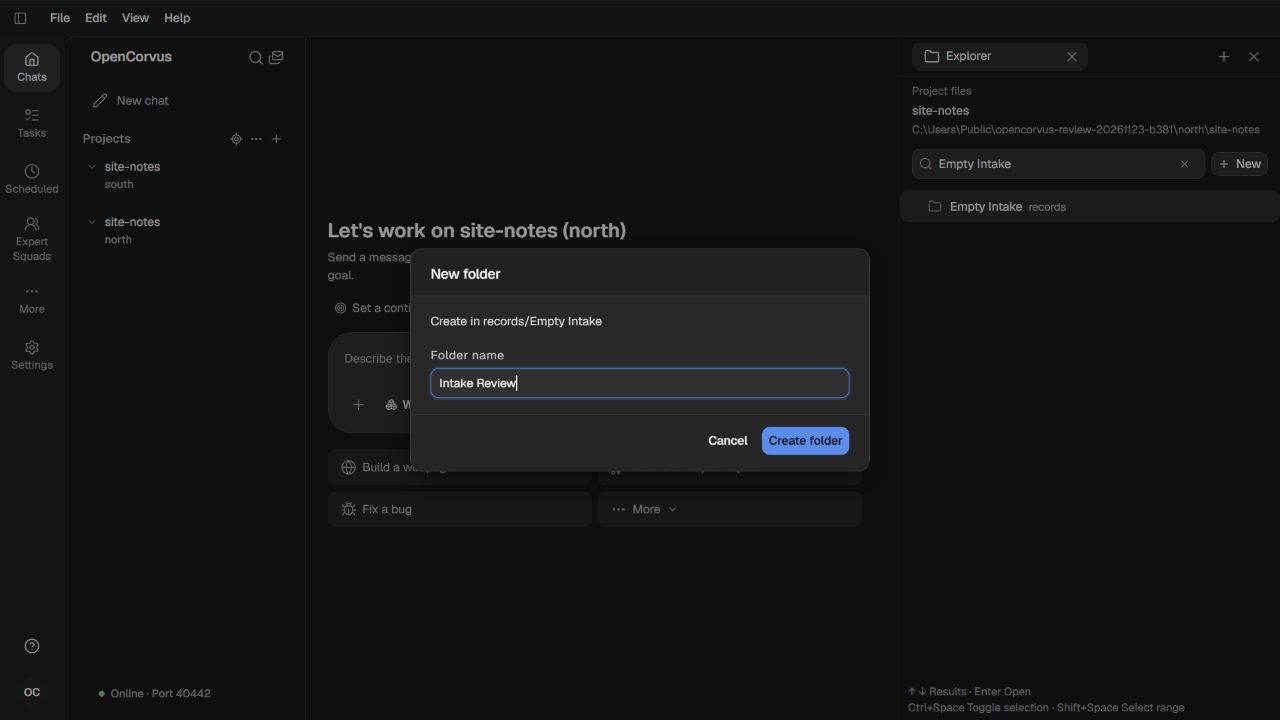 File Edit View Help
Chats
Tasks
Scheduled
Expert
Squads
More
Settings
OC
OpenCorvus
New chat
Projects
site-notes
south
site-notes
north
Online · Port 40442
Let's work on site-notes (north)
Send a messag
goal.
Set a conti
Describe the
W
Build a we
Fix a bug
More
New folder
Create in records/Empty Intake
Folder name
Intake Review
Cancel Create folder
Explorer
Project files
site-notes
C:\Users\Public\opencorvus-review-20261123-b381\north\site-notes
Empty Intake
New
Empty Intake records
↑↓ Results · Enter Open
Ctrl+Space Toggle selection · Shift+Space Select range